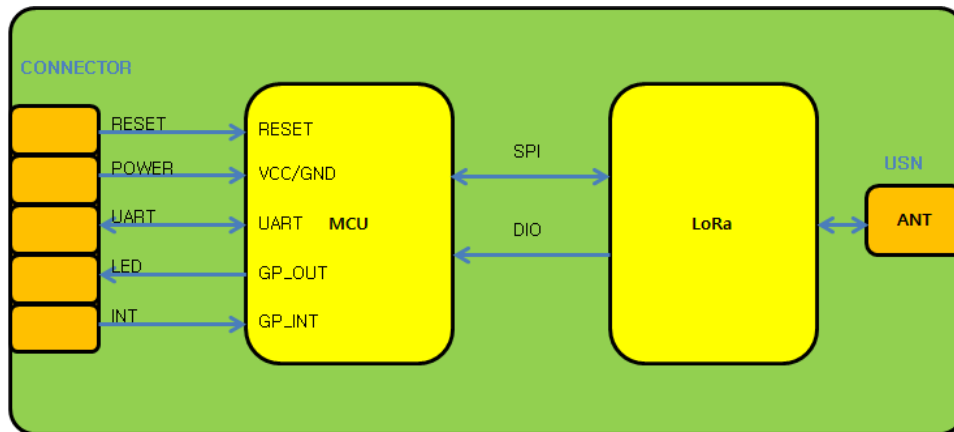 CONNECTOR
RESET
RESET
SPI
USN
POWER
VCC/GND
UART
UART
MCU
DIO
LoRa
ANT
LED
GP_OUT
INT
GP_INT